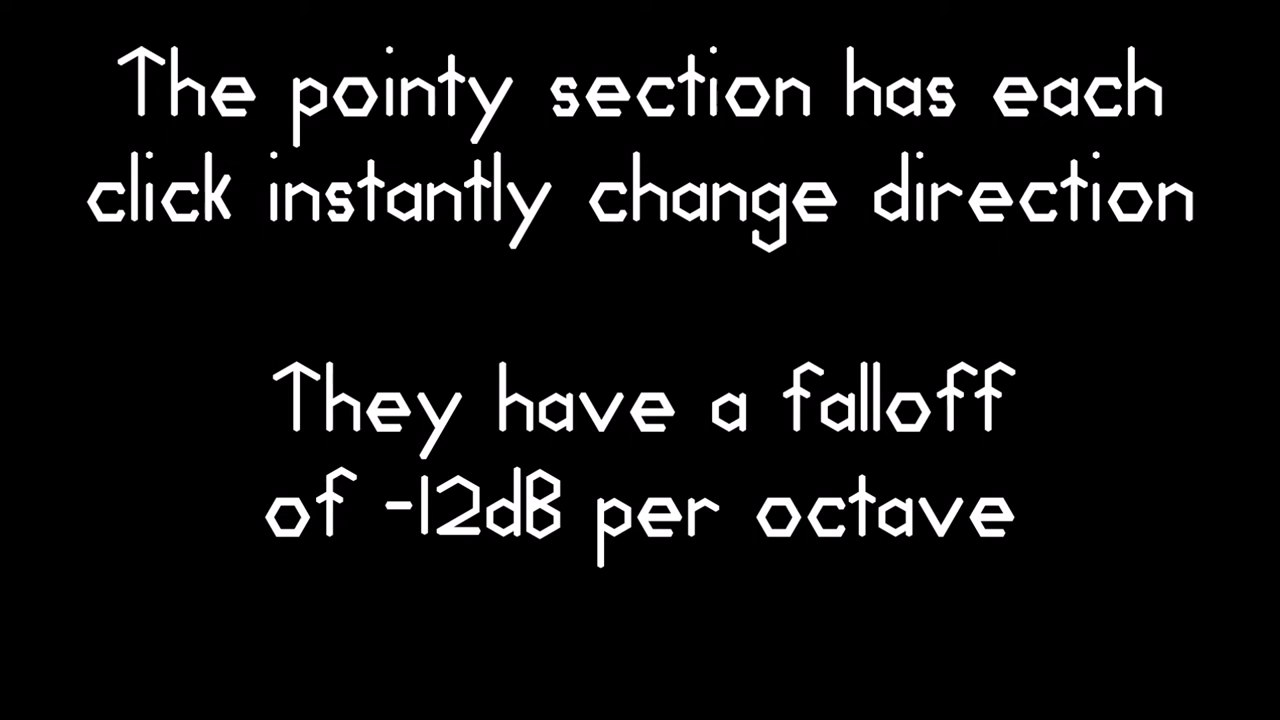 The pointy section has each
click instantly change direction
They have a falloff
of -12dB per octave